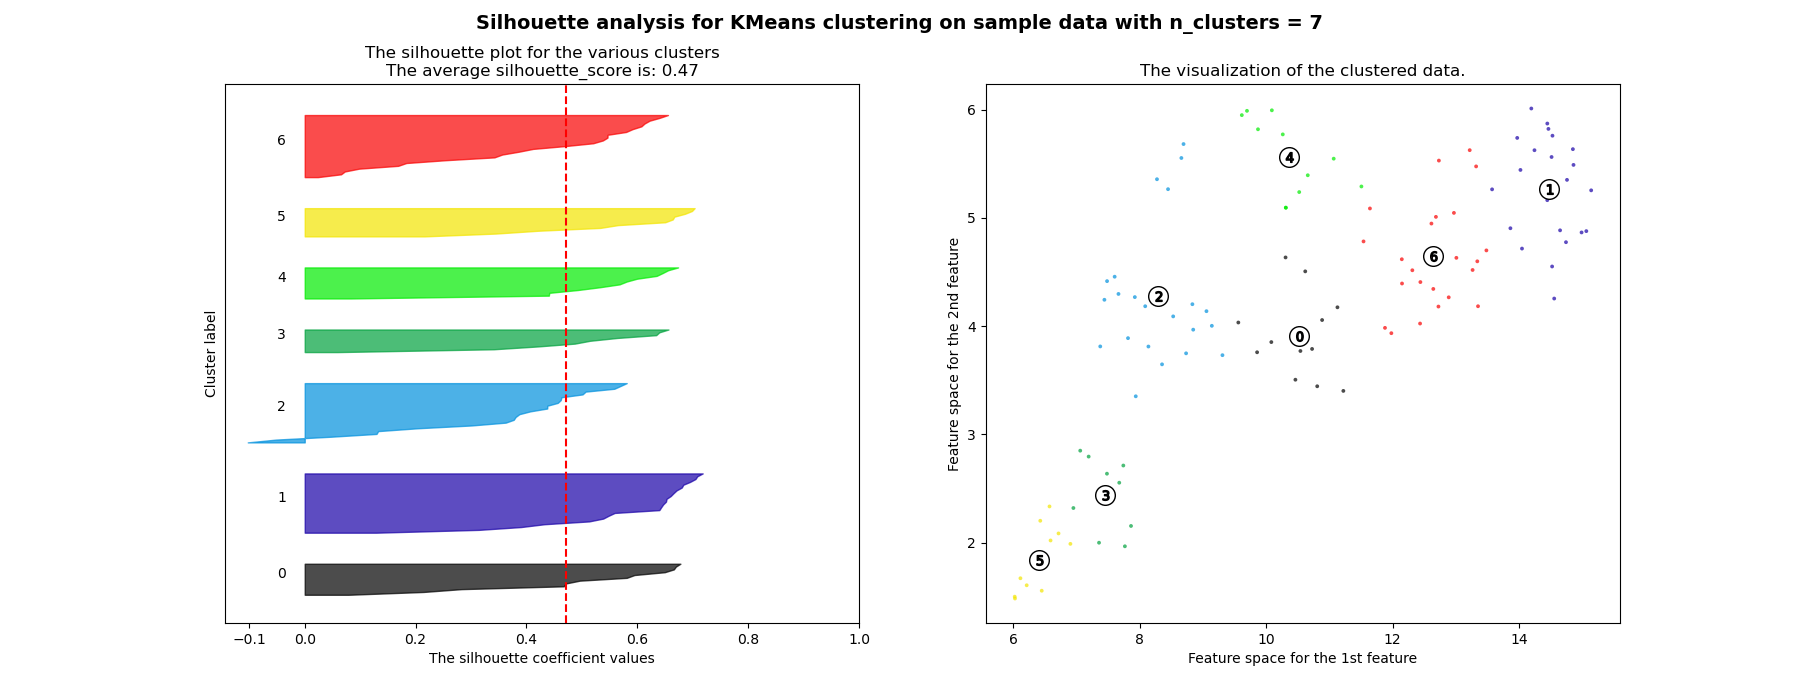 Silhouette analysis for KMeans clustering on sample data with n_clusters = 7
The silhouette plot for the various clusters
The average silhouette_score is: 0.47
6
5
4
3
2
1
0
Cluster label
−0.1 0.0 0.2 0.4 0.6 0.8 1.0
The silhouette coefficient values
The visualization of the clustered data.
6
5
4
3
2
Feature space for the 2nd feature
4
1
6
2
0
3
5
6 8 10 12 14
Feature space for the 1st feature